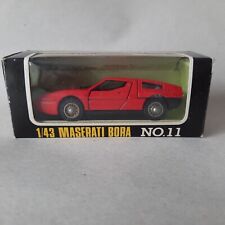 1/43 MASERATI BORA NO.11